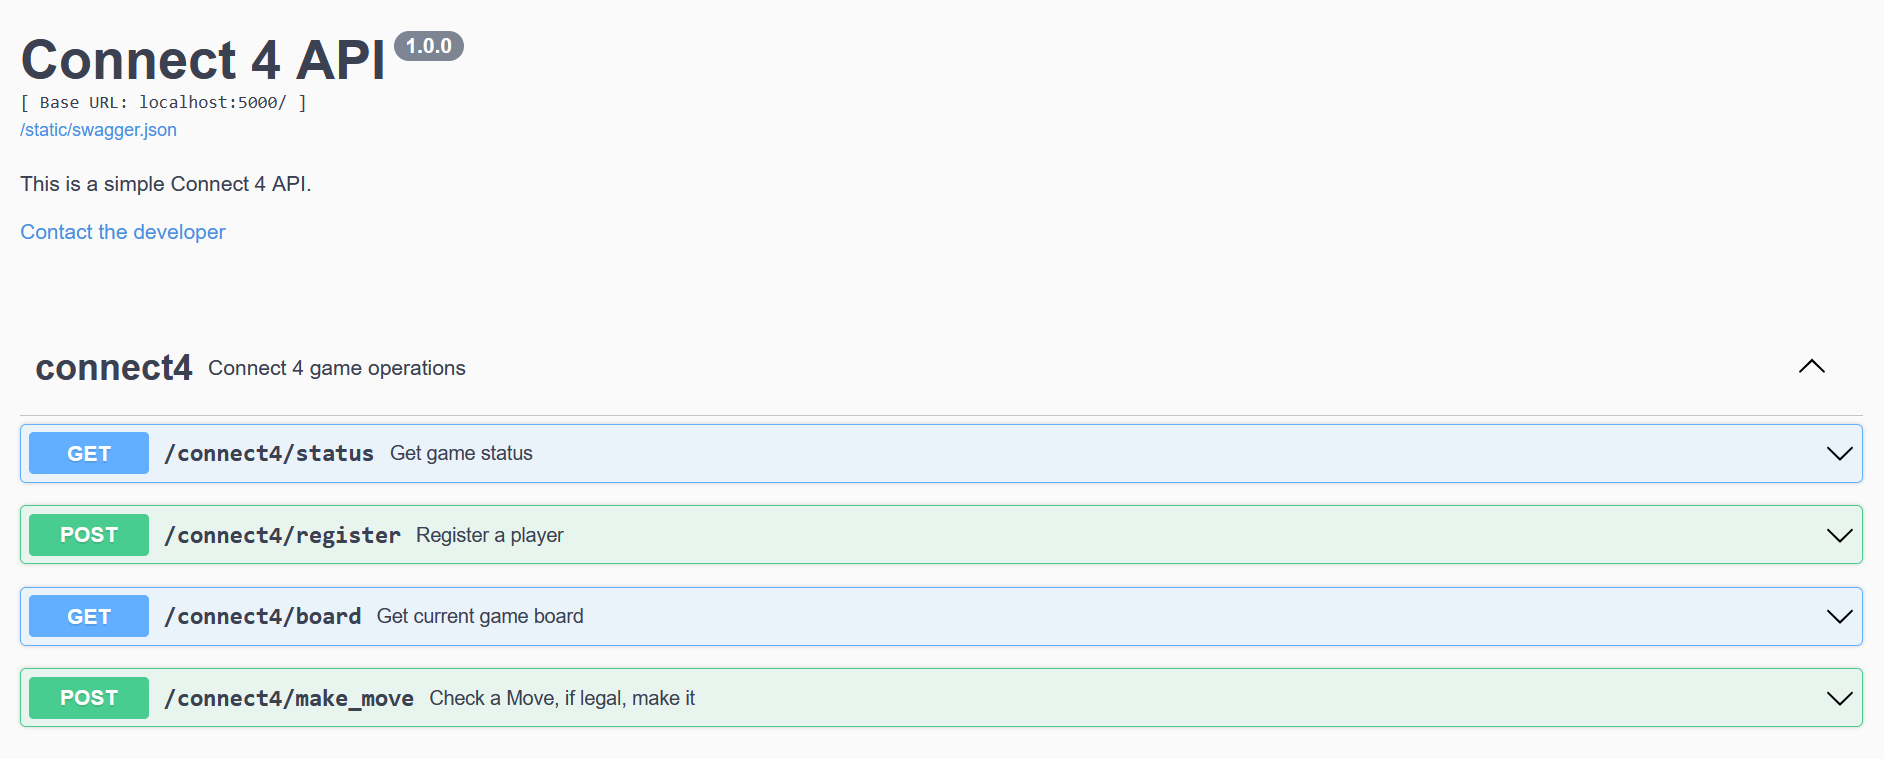 Connect 4 API 1.0.0
[ Base URL: localhost:5000/ ]
/static/swagger.json
This is a simple Connect 4 API.
Contact the developer
connect4 Connect 4 game operations
GET /connect4/status Get game status
POST /connect4/register Register a player
GET /connect4/board Get current game board
POST /connect4/make_move Check a Move, if legal, make it